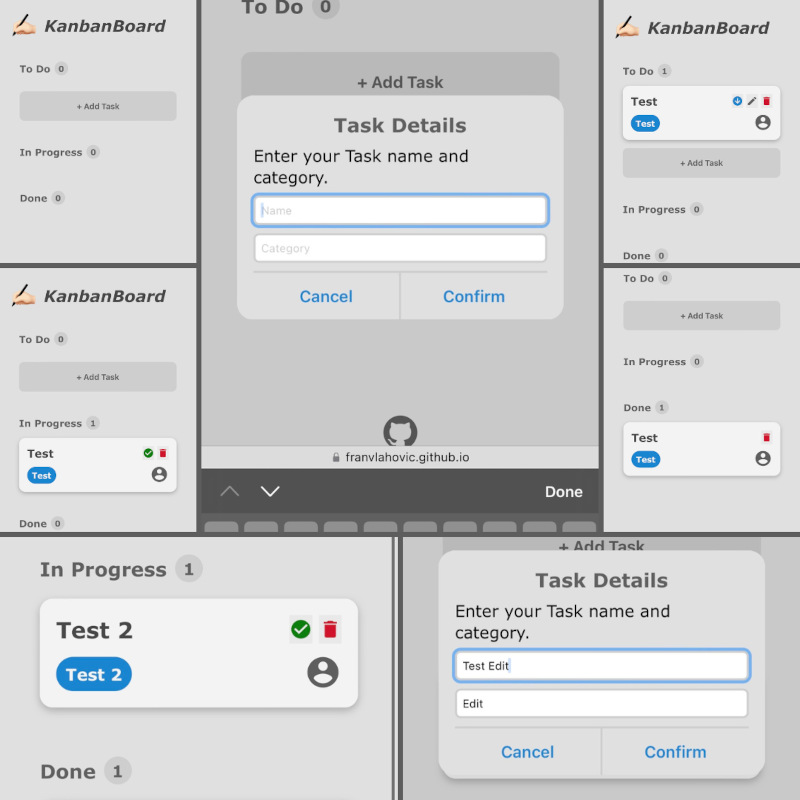 KanbanBoard
To Do 0
+ Add Task
In Progress 0
Done 0
To Do 0
+ Add Task
Task Details
Enter your Task name and
category.
Name
Category
Cancel Confirm
franvlahovic.github.io
Done
KanbanBoard
To Do 1
Test
Test
+ Add Task
In Progress 0
Done 0
KanbanBoard
To Do 0
+ Add Task
In Progress 1
Test
Test
Done 0
To Do 0
+ Add Task
In Progress 0
Done 1
Test
Test
In Progress 1
Test 2
Test 2
Done 1
+ Add Task
Task Details
Enter your Task name and
category.
Test Edit
Edit
Cancel Confirm